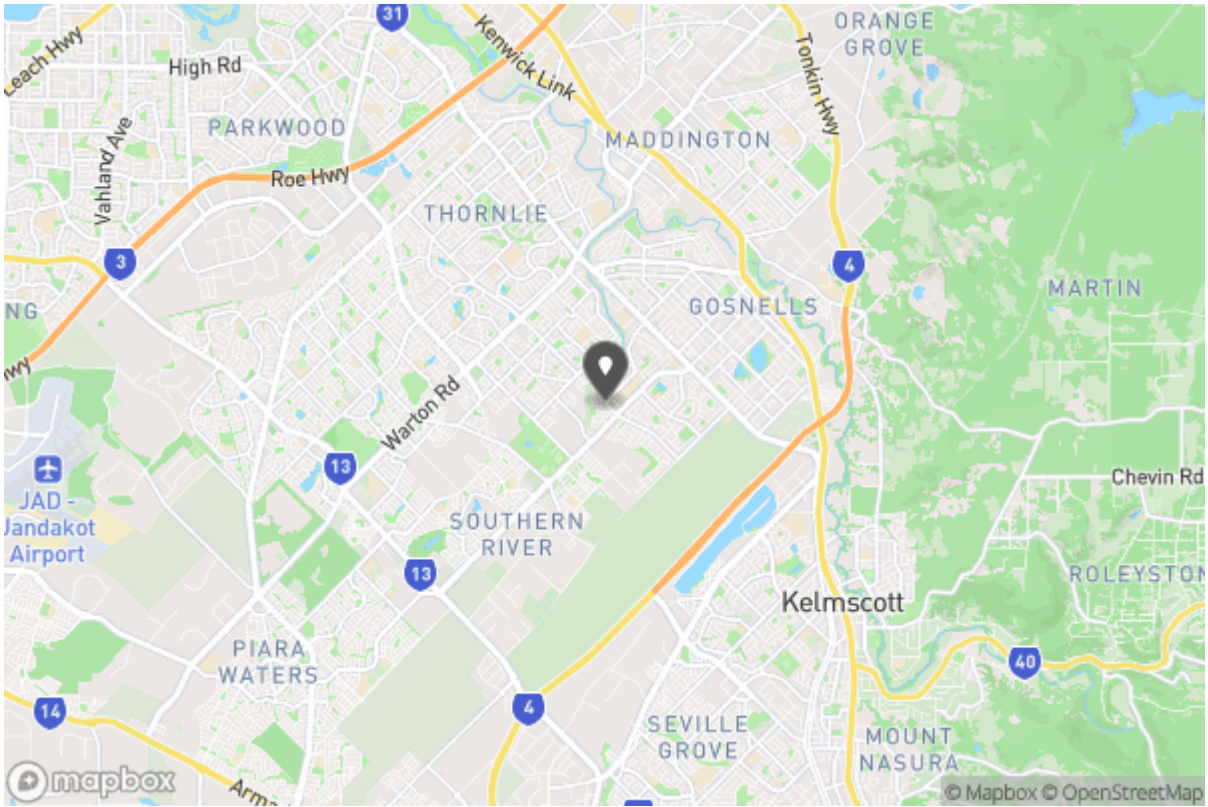 31
ORANGE
GROVE
Leach Hwy
High Rd
Kenwick Link
Tonkin Hwy
PARKWOOD
MADDINGTON
Vahland Ave
Roe Hwy
THORNLIE
3
4
MARTIN
NG
GOSNELLS
wy
Warton Rd
13
JAD -
Jandakot
Airport
Chevin Rd
SOUTHERN
RIVER
13
ROLEYSTON
Kelmscott
PIARA
WATERS
40
14
4
SEVILLE
GROVE
MOUNT
NASURA
mapbox
Arma
© Mapbox © OpenStreetMap